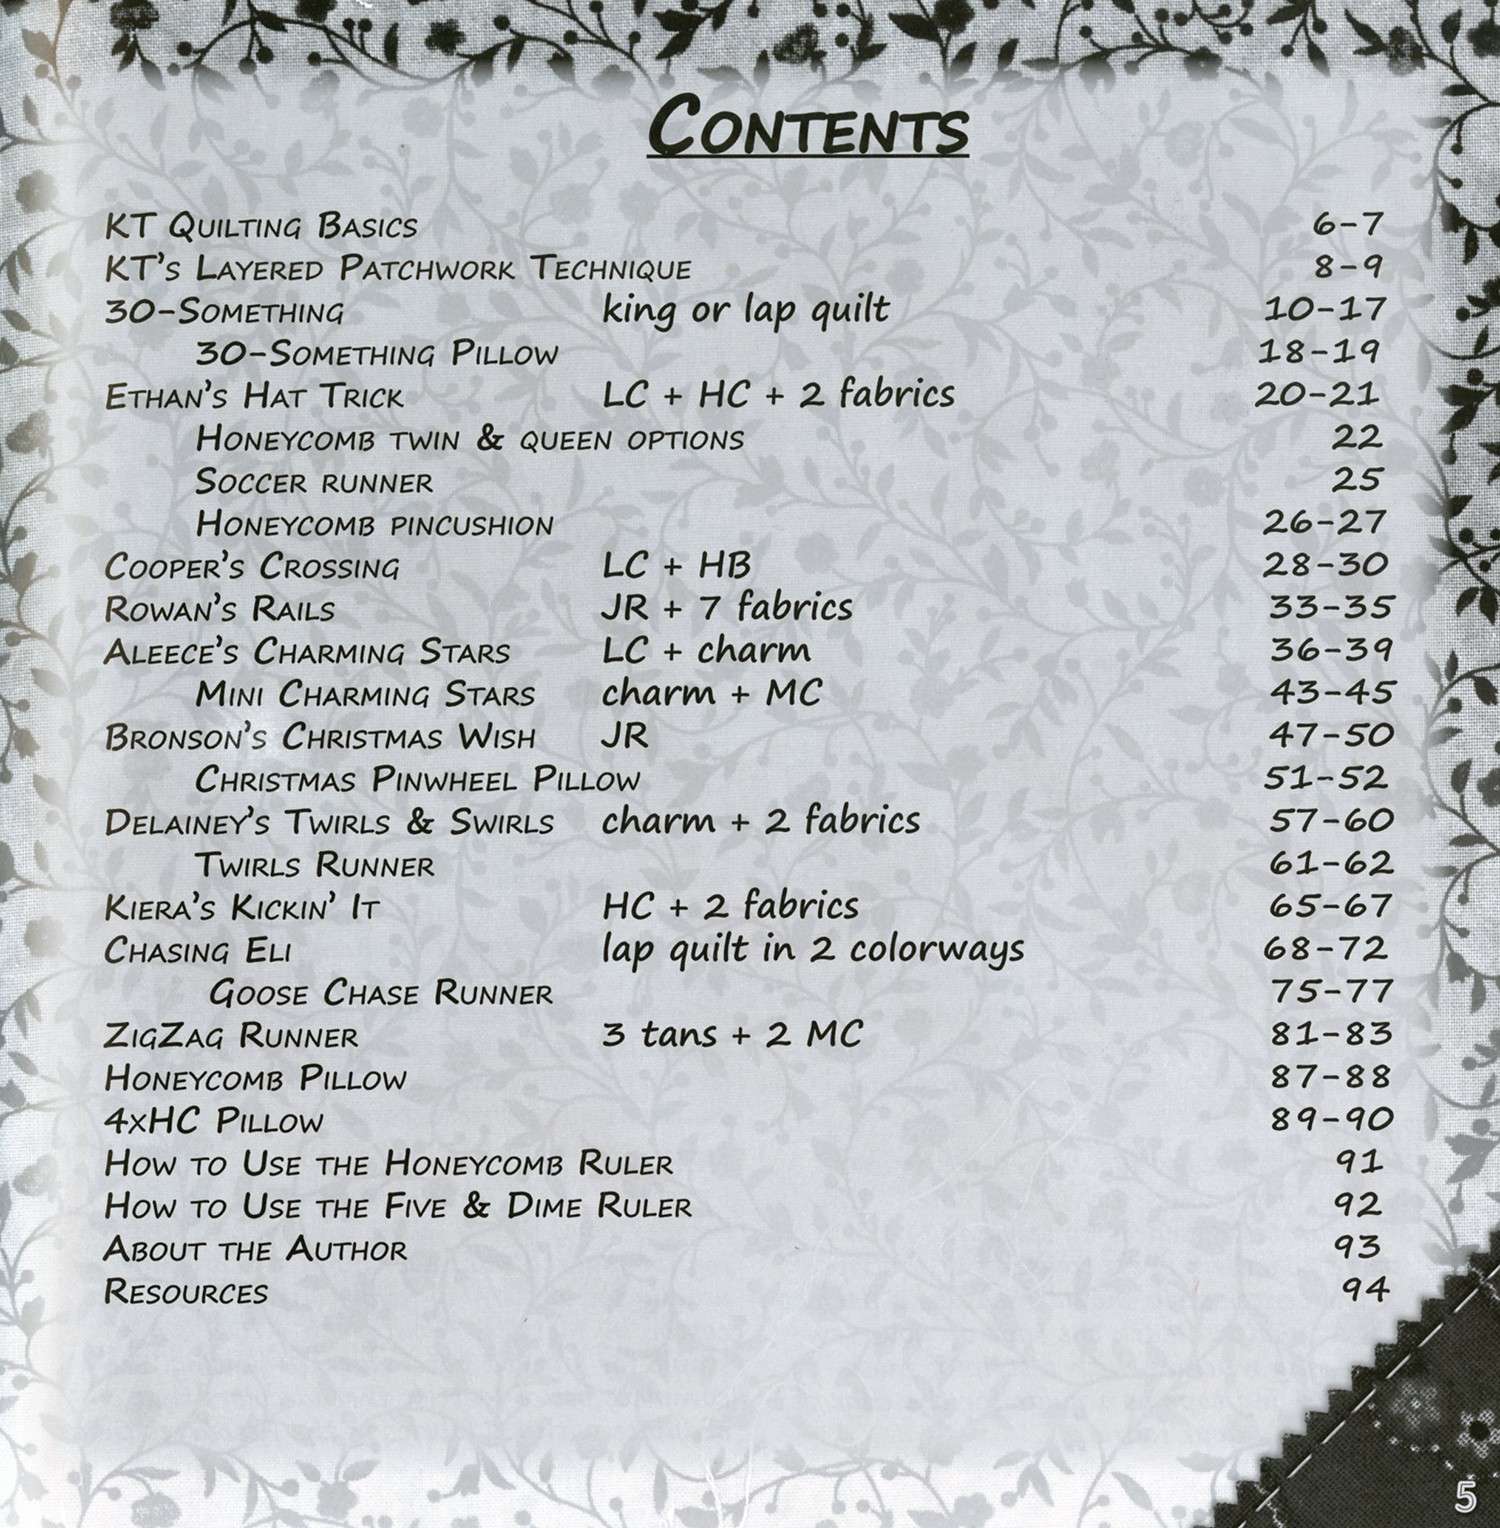 CONTENTS
KT QUILTING BASICS 6-7
KT'S LAYERED PATCHWORK TECHNIQUE 8-9
30-SOMETHING king or lap quilt 10-17
30-SOMETHING PILLOW 18-19
ETHAN'S HAT TRICK LC + HC + 2 fabrics 20-21
HONEYCOMB TWIN & QUEEN OPTIONS 22
SOCCER RUNNER 25
HONEYCOMB PINCUSHION 26-27
COOPER'S CROSSING LC + HB 28-30
ROWAN'S RAILS JR + 7 fabrics 33-35
ALEECE'S CHARMING STARS LC + charm 36-39
MINI CHARMING STARS charm + MC 43-45
BRONSON'S CHRISTMAS WISH JR 47-50
CHRISTMAS PINWHEEL PILLOW 51-52
DELAINEY'S TWIRLS & SWIRLS charm + 2 fabrics 57-60
TWIRLS RUNNER 61-62
KIERA'S KICKIN' IT HC + 2 fabrics 65-67
CHASING ELI lap quilt in 2 colorways 68-72
GOOSE CHASE RUNNER 75-77
ZIGZAG RUNNER 3 tans + 2 MC 81-83
HONEYCOMB PILLOW 87-88
4XHC PILLOW 89-90
HOW TO USE THE HONEYCOMB RULER 91
HOW TO USE THE FIVE & DIME RULER 92
ABOUT THE AUTHOR 93
RESOURCES 94
5